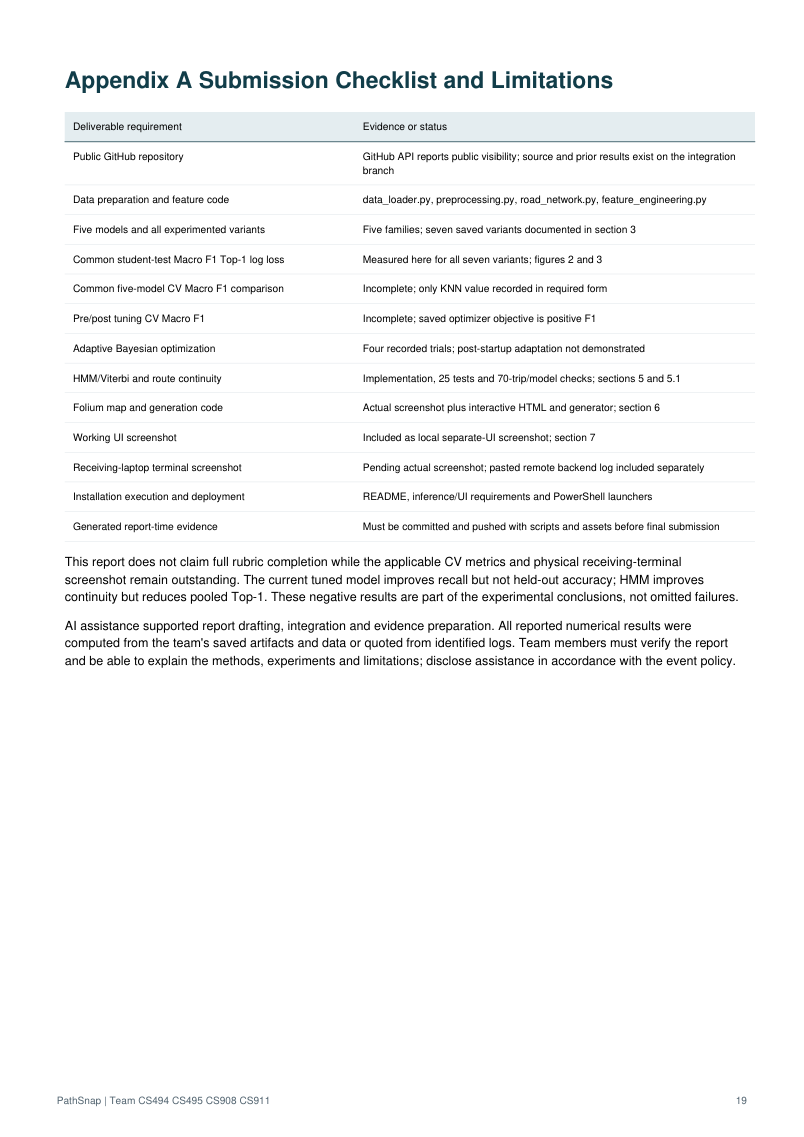 Appendix A Submission Checklist and Limitations
Deliverable requirement Evidence or status
Public GitHub repository GitHub API reports public visibility; source and prior results exist on the integration
branch
Data preparation and feature code data_loader.py, preprocessing.py, road_network.py, feature_engineering.py
Five models and all experimented variants Five families; seven saved variants documented in section 3
Common student-test Macro F1 Top-1 log loss Measured here for all seven variants; figures 2 and 3
Common five-model CV Macro F1 comparison Incomplete; only KNN value recorded in required form
Pre/post tuning CV Macro F1 Incomplete; saved optimizer objective is positive F1
Adaptive Bayesian optimization Four recorded trials; post-startup adaptation not demonstrated
HMM/Viterbi and route continuity Implementation, 25 tests and 70-trip/model checks; sections 5 and 5.1
Folium map and generation code Actual screenshot plus interactive HTML and generator; section 6
Working UI screenshot Included as local separate-UI screenshot; section 7
Receiving-laptop terminal screenshot Pending actual screenshot; pasted remote backend log included separately
Installation execution and deployment README, inference/UI requirements and PowerShell launchers
Generated report-time evidence Must be committed and pushed with scripts and assets before final submission
This report does not claim full rubric completion while the applicable CV metrics and physical receiving-terminal
screenshot remain outstanding. The current tuned model improves recall but not held-out accuracy; HMM improves
continuity but reduces pooled Top-1. These negative results are part of the experimental conclusions, not omitted failures.
AI assistance supported report drafting, integration and evidence preparation. All reported numerical results were
computed from the team's saved artifacts and data or quoted from identified logs. Team members must verify the report
and be able to explain the methods, experiments and limitations; disclose assistance in accordance with the event policy.
PathSnap | Team CS494 CS495 CS908 CS911 19